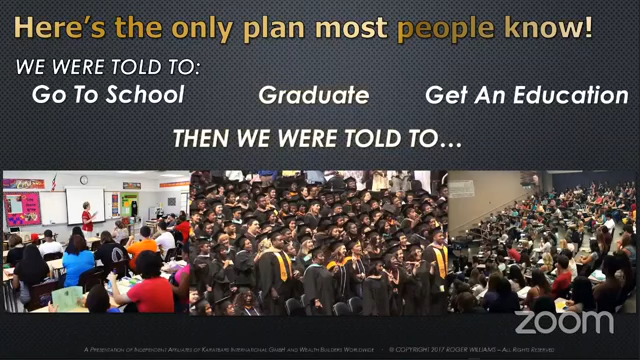 Here's the only plan most people know!
WE WERE TOLD TO:
Go To School Graduate Get An Education
THEN WE WERE TOLD TO...
zoom
A PRESENTATION OF INDEPENDENT AFFILIATES OF KARATBARS INTERNATIONAL GMBH AND WEALTH BUILDERS WORLDWIDE - @ COPYRIGHT 2017 ROGER WILLIAMS – ALL RIGHTS RESERVED